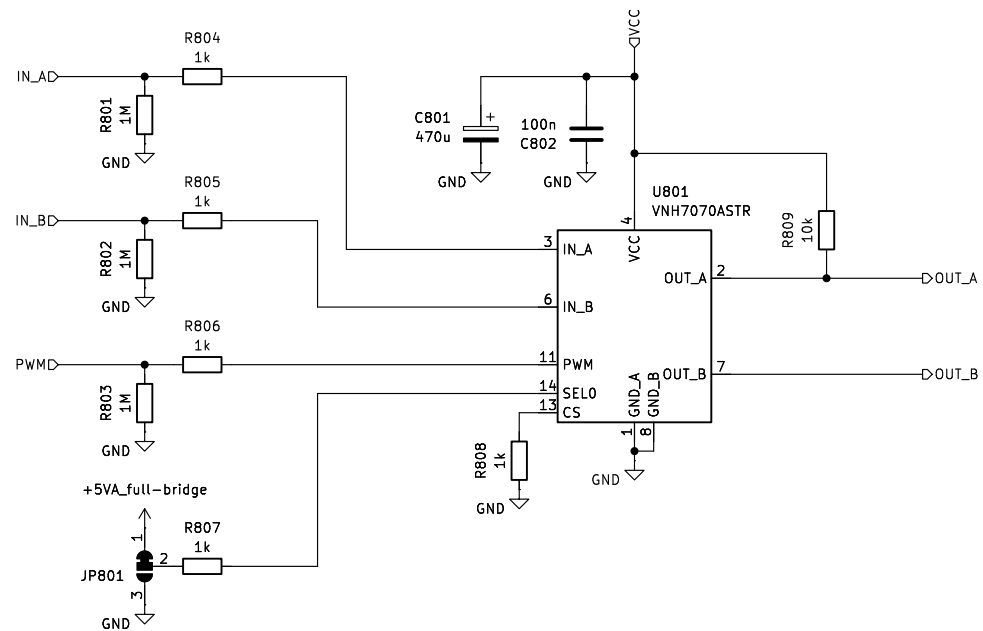 VCC
R804
1k
IN_A
R801
1M
GND
C801
470u
+
GND
100n
C802
GND
R805
1k
IN_B
R802
1M
GND
U801
VNH7070ASTR
R809
10k
4
VCC
3
IN_A
OUT_A
2
OUT_A
6
IN_B
R806
1k
PWM
R803
1M
GND
11
PWM
14
SEL0
13
CS
OUT_B
7
OUT_B
GND_A
GND_B
1
8
GND
R808
1k
GND
+5VA_full-bridge
1
R807
1k
2
JP801
3
GND